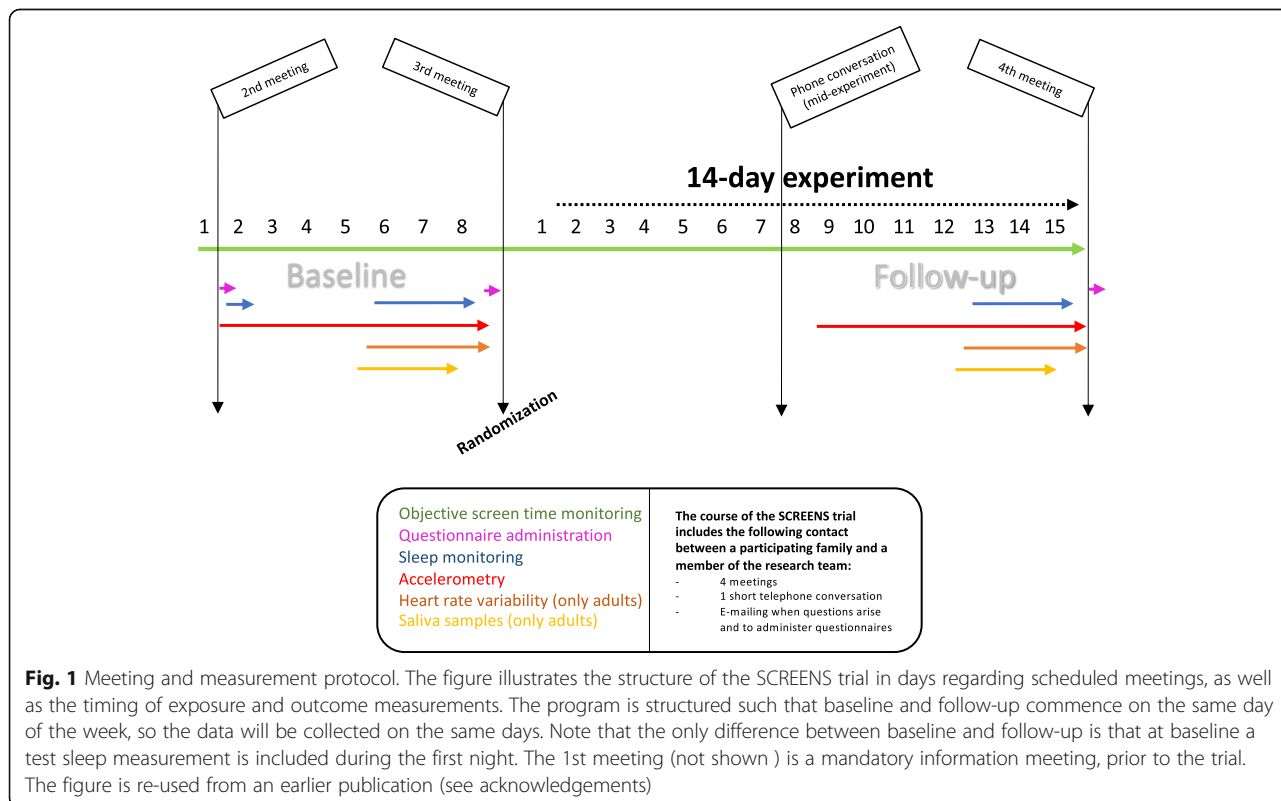 2nd meeting
3rd meeting
Phone conversation
(mid-experiment)
4th meeting
14-day experiment
1 2 3 4 5 6 7 8 1 2 3 4 5 6 7 8 9 10 11 12 13 14 15
Baseline
Follow-up
Randomization
Objective screen time monitoring
Questionnaire administration
Sleep monitoring
Accelerometry
Heart rate variability (only adults)
Saliva samples (only adults)
The course of the SCREENS trial
includes the following contact
between a participating family and a
member of the research team:
- 4 meetings
- 1 short telephone conversation
- E-mailing when questions arise
and to administer questionnaires
Fig. 1 Meeting and measurement protocol. The figure illustrates the structure of the SCREENS trial in days regarding scheduled meetings, as well
as the timing of exposure and outcome measurements. The program is structured such that baseline and follow-up commence on the same day
of the week, so the data will be collected on the same days. Note that the only difference between baseline and follow-up is that at baseline a
test sleep measurement is included during the first night. The 1st meeting (not shown ) is a mandatory information meeting, prior to the trial.
The figure is re-used from an earlier publication (see acknowledgements)